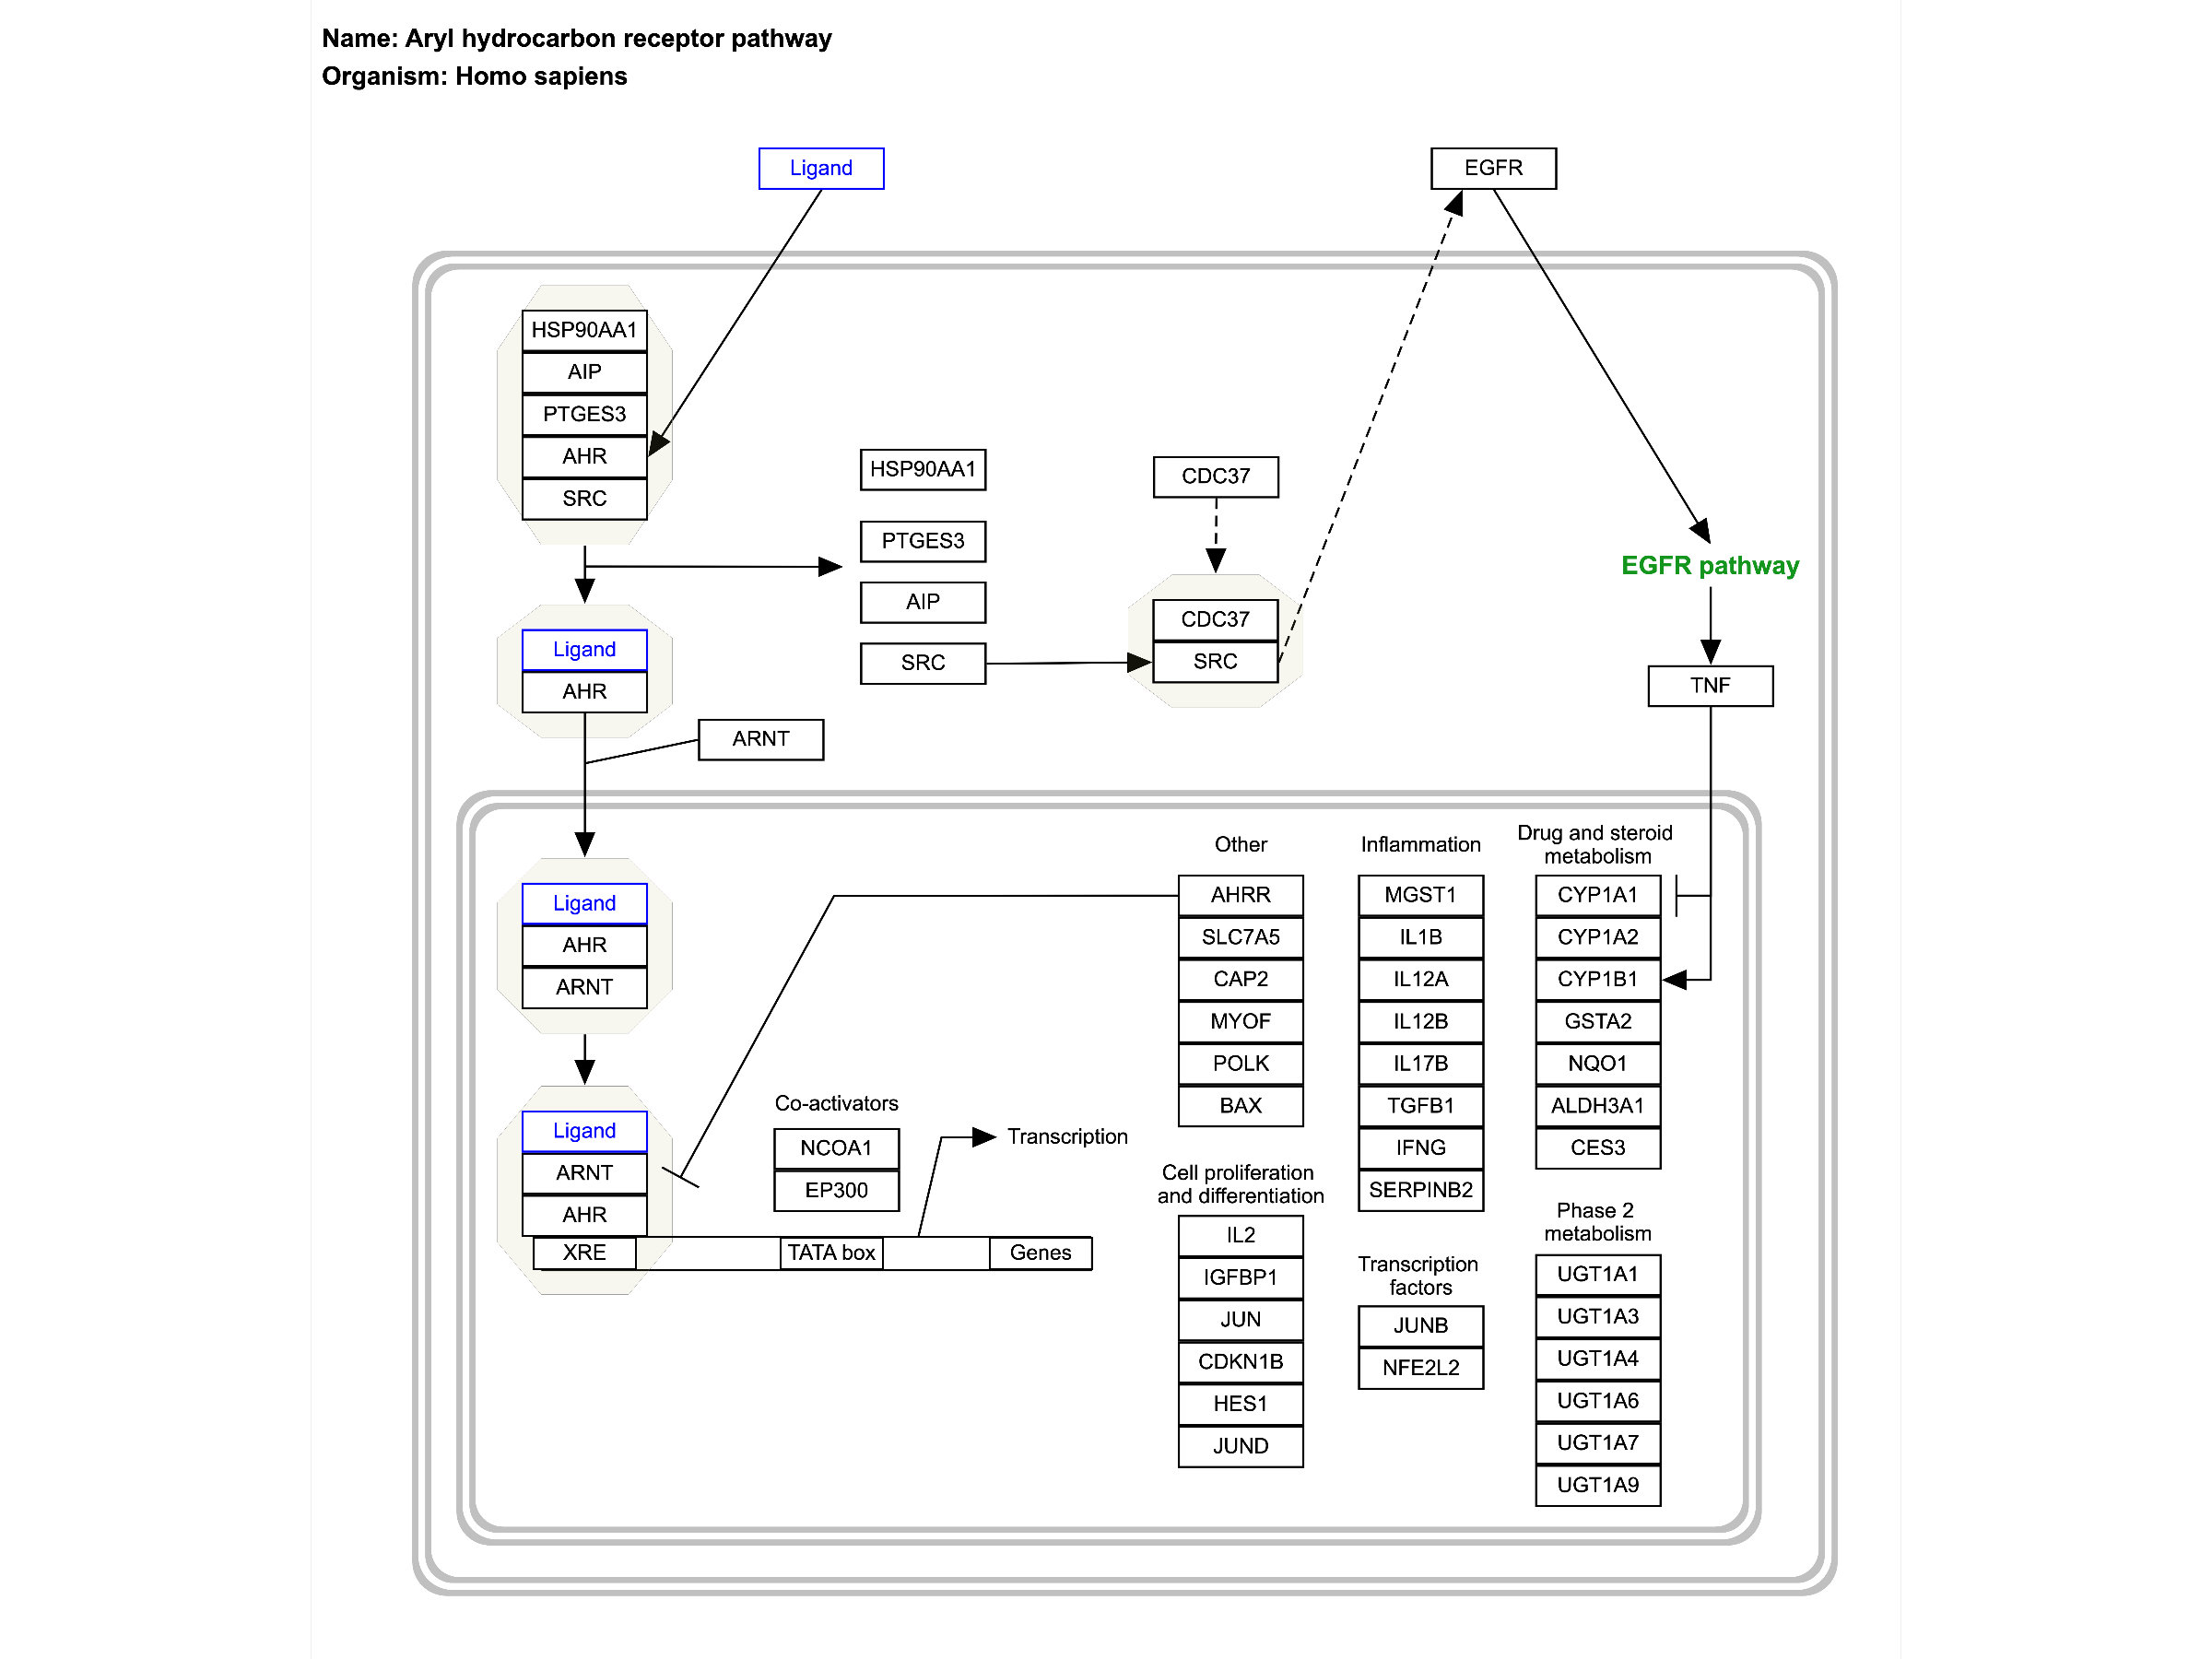 Name: Aryl hydrocarbon receptor pathway
Organism: Homo sapiens
Ligand
EGFR
HSP90AA1
AIP
PTGES3
AHR
SRC
HSP90AA1
PTGES3
AIP
SRC
CDC37
CDC37
SRC
EGFR pathway
TNF
Ligand
AHR
ARNT
Ligand
AHR
ARNT
Ligand
ARNT
AHR
XRE
TATA box
Genes
Co-activators
NCOA1
EP300
Transcription
Other
AHRR
SLC7A5
CAP2
MYOF
POLK
BAX
Cell proliferation
and differentiation
IL2
IGFBP1
JUN
CDKN1B
HES1
JUND
Inflammation
MGST1
IL1B
IL12A
IL12B
IL17B
TGFB1
IFNG
SERPINB2
Transcription
factors
JUNB
NFE2L2
Drug and steroid
metabolism
CYP1A1
CYP1A2
CYP1B1
GSTA2
NQO1
ALDH3A1
CES3
Phase 2
metabolism
UGT1A1
UGT1A3
UGT1A4
UGT1A6
UGT1A7
UGT1A9